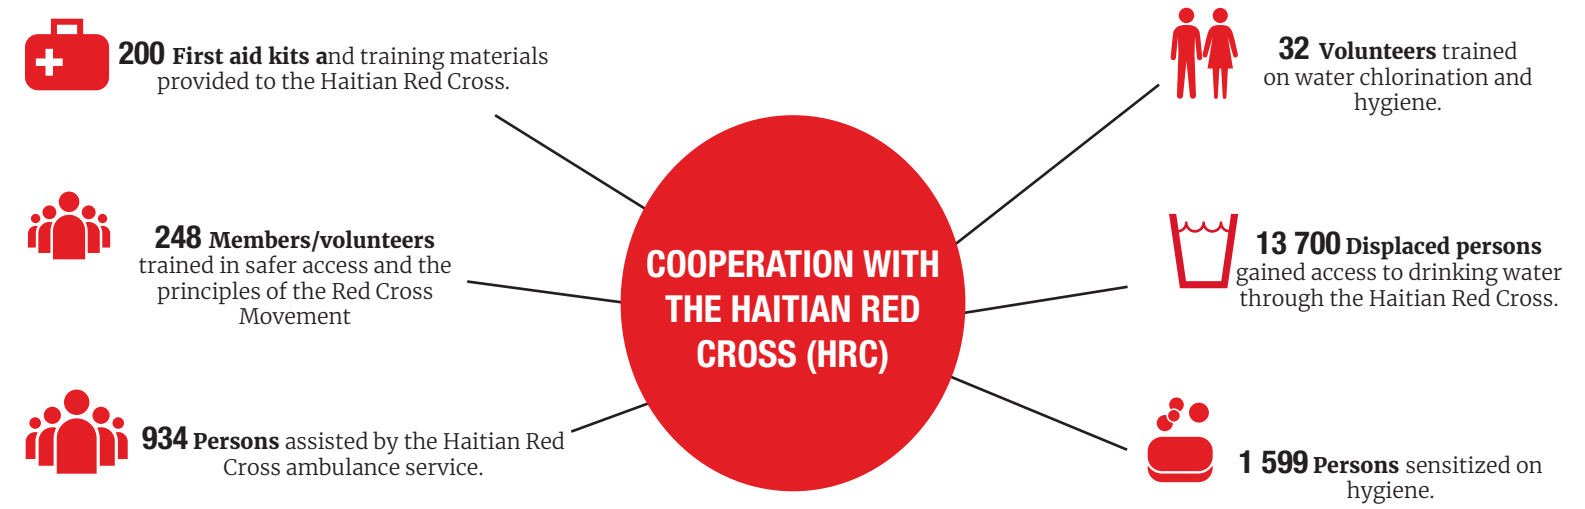 200 First aid kits and training materials
provided to the Haitian Red Cross.
248 Members/volunteers
trained in safer access and the
principles of the Red Cross
Movement
934 Persons assisted by the Haitian Red
Cross ambulance service.
COOPERATION WITH
THE HAITIAN RED
CROSS (HRC)
32 Volunteers trained
on water chlorination and
hygiene.
13 700 Displaced persons
gained access to drinking water
through the Haitian Red Cross.
1 599 Persons sensitized on
hygiene.